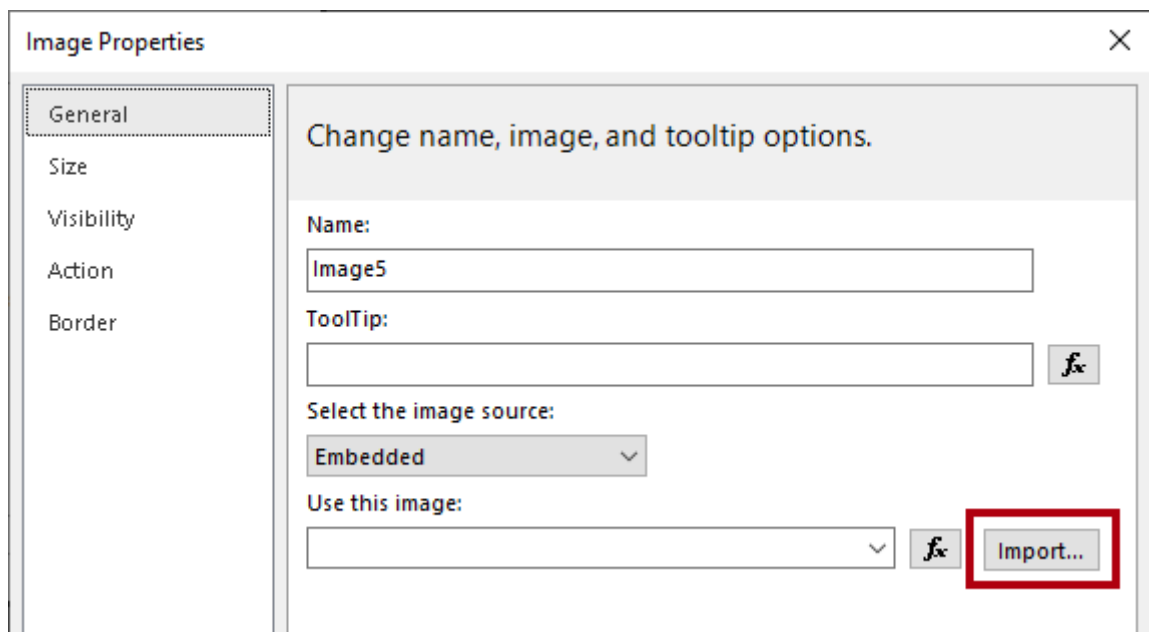 Image Properties
General
Size
Visibility
Action
Border
Change name, image, and tooltip options.
Name:
Image5
ToolTip:
fx
Select the image source:
Embedded
Use this image:
fx
Import...